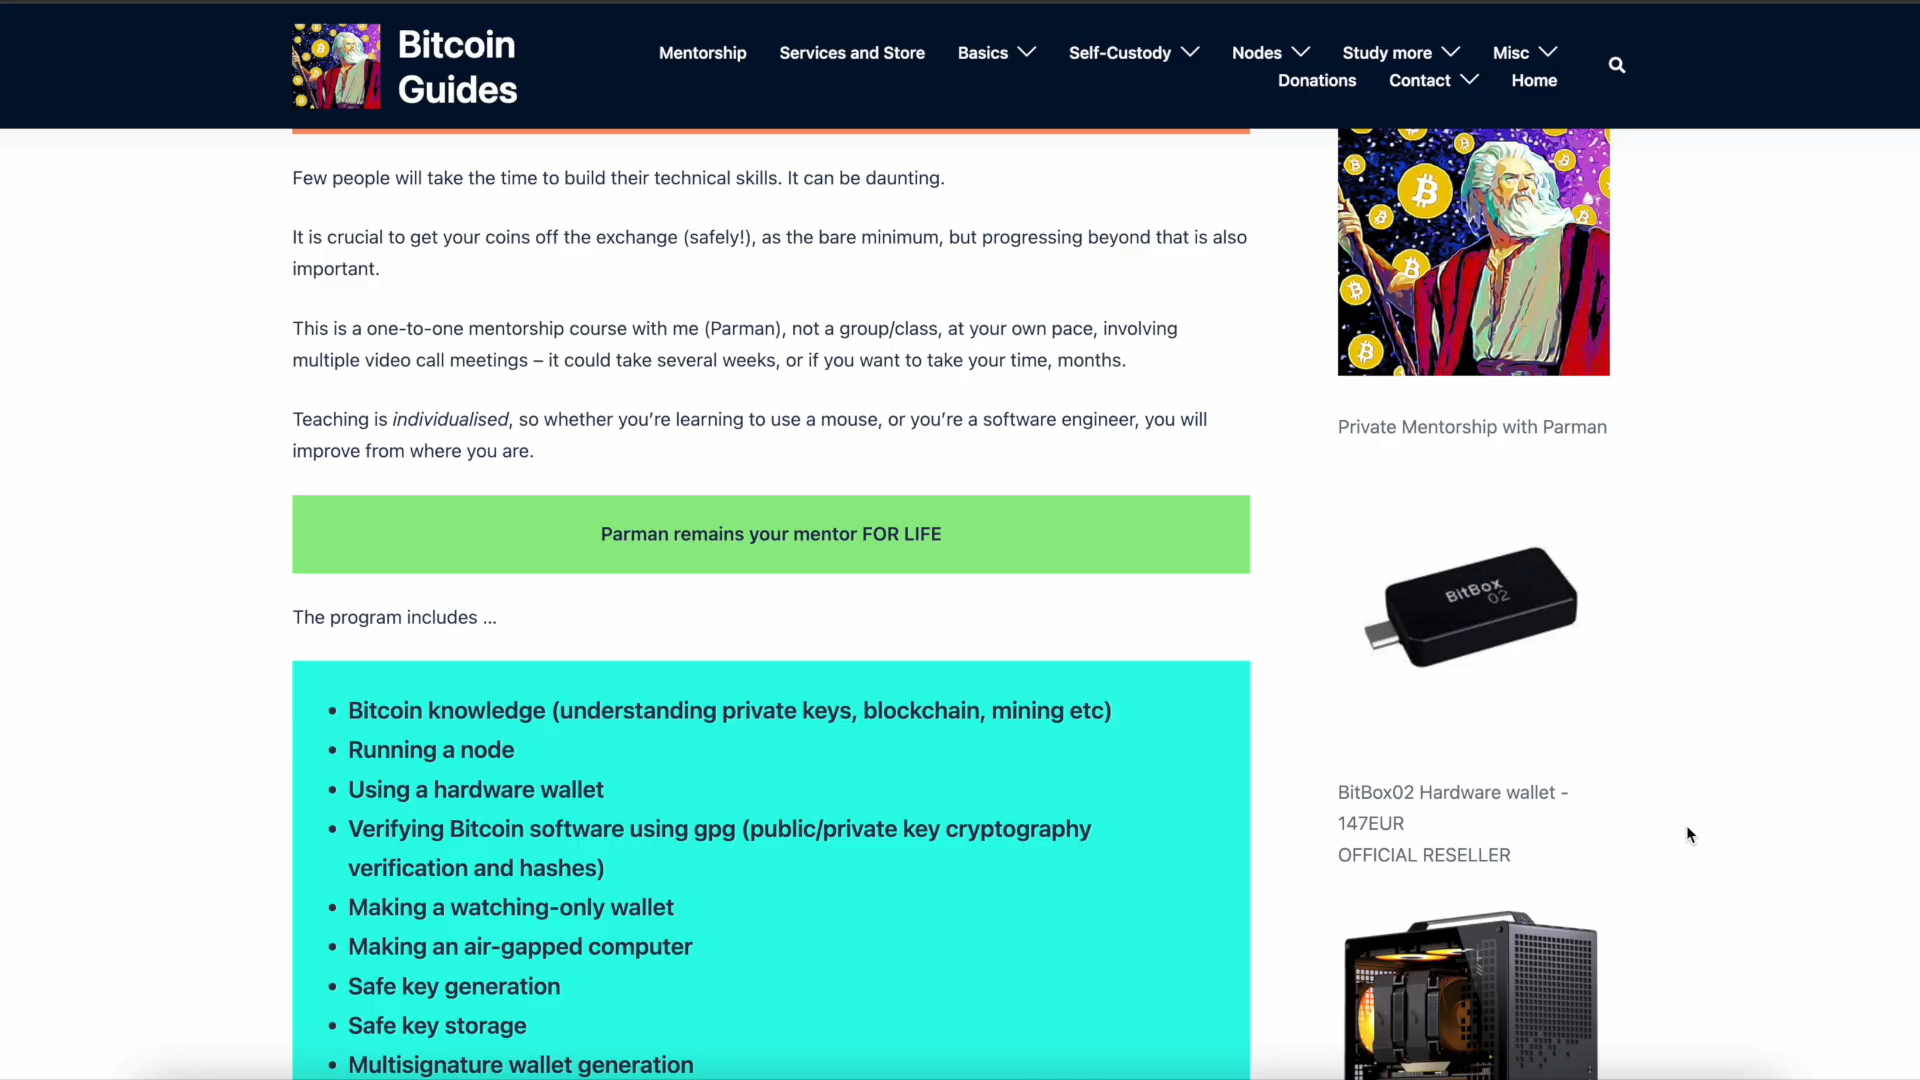 Bitcoin
Guides
Mentorship Services and Store Basics Self-Custody Nodes Study more Misc
Donations Contact Home
Few people will take the time to build their technical skills. It can be daunting.
It is crucial to get your coins off the exchange (safely!), as the bare minimum, but progressing beyond that is also
important.
This is a one-to-one mentorship course with me (Parman), not a group/class, at your own pace, involving
multiple video call meetings – it could take several weeks, or if you want to take your time, months.
Teaching is individualised, so whether you’re learning to use a mouse, or you’re a software engineer, you will
improve from where you are.
Parman remains your mentor FOR LIFE
The program includes ...
• Bitcoin knowledge (understanding private keys, blockchain, mining etc)
• Running a node
• Using a hardware wallet
• Verifying Bitcoin software using gpg (public/private key cryptography
verification and hashes)
• Making a watching-only wallet
• Making an air-gapped computer
• Safe key generation
• Safe key storage
• Multisignature wallet generation
Private Mentorship with Parman
BitBox
02
BitBox02 Hardware wallet -
147EUR
OFFICIAL RESELLER